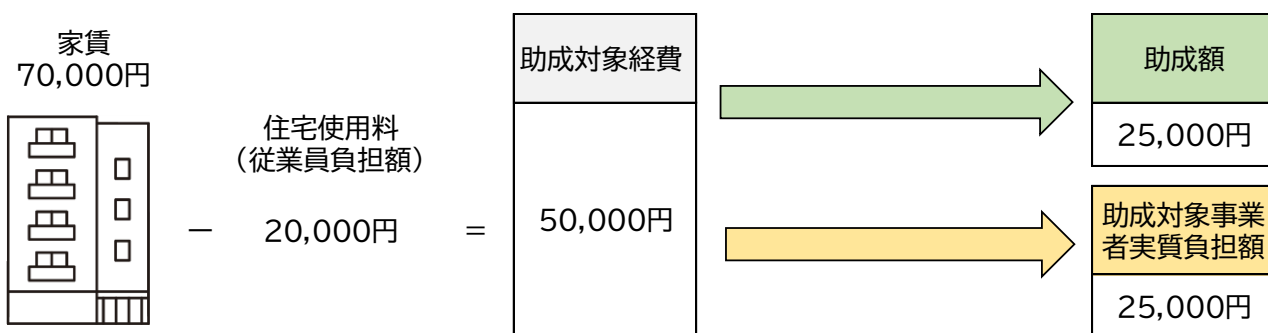 家賃
70,000円
住宅使用料
（従業員負担額）
－ 20,000円 ＝
助成対象経費
50,000円
助成額
25,000円
助成対象事業
者実質負担額
25,000円